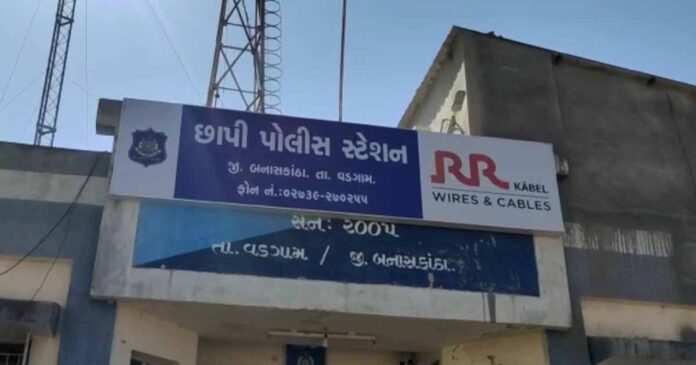 છાપી પોલીસ સ્ટેશન
જી. બનાસકાંઠા. તા. વડગામ.
ફોન નં.:૦૨૭૩૯-૨૭૦૨૫૫
RR KABEL
WIRES & CABLES
સન: ૨૦૦૫
તા. વડગામ / જી. બનાસકાંઠા.